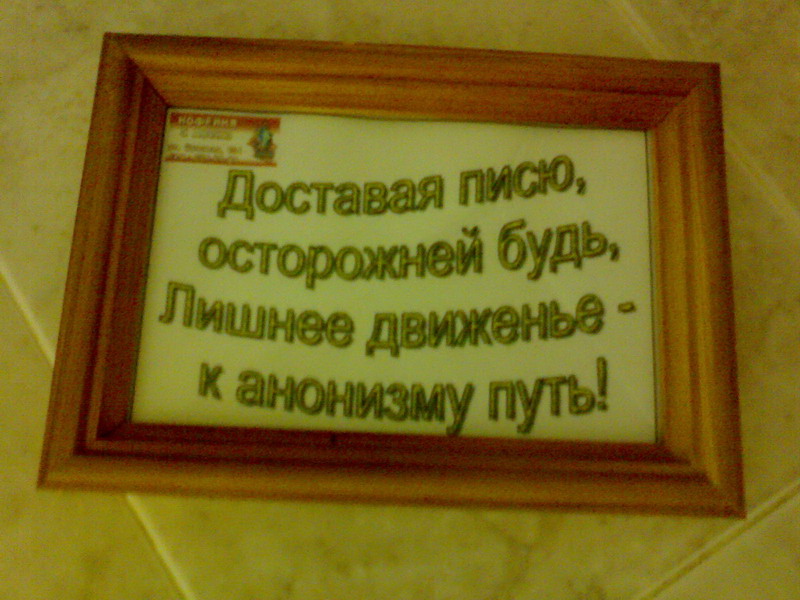 Доставая писю,
осторожней будь,
Лишнее движенье -
к анонизму путь!